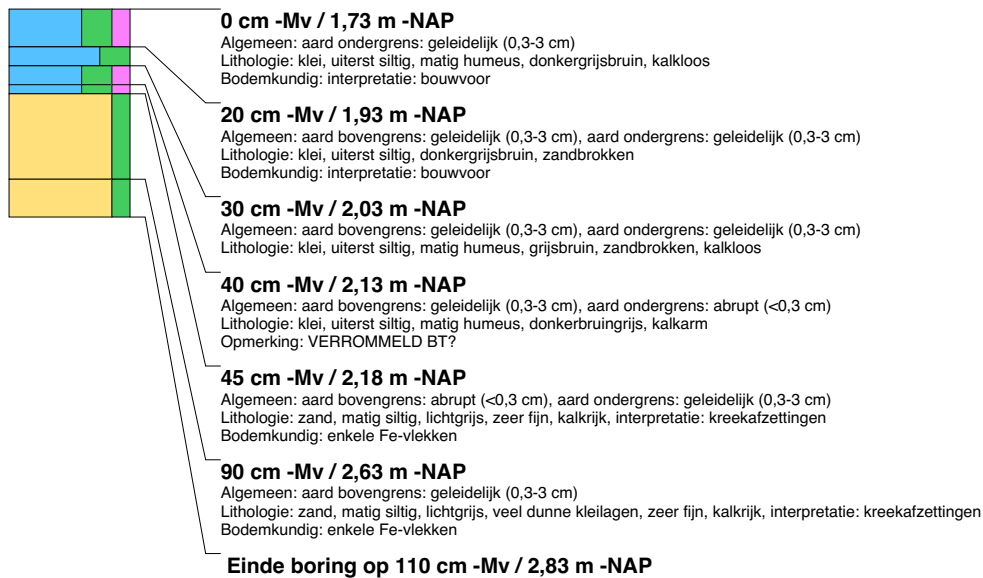 0 cm -Mv / 1,73 m -NAP
Algemeen: aard ondergrens: geleidelijk (0,3-3 cm)
Lithologie: klei, uiterst siltig, matig humeus, donkergrijsbruin, kalkloos
Bodemkundig: interpretatie: bouwvoor
20 cm -Mv / 1,93 m -NAP
Algemeen: aard bovengrens: geleidelijk (0,3-3 cm), aard ondergrens: geleidelijk (0,3-3 cm)
Lithologie: klei, uiterst siltig, donkergrijsbruin, zandbrokken
Bodemkundig: interpretatie: bouwvoor
30 cm -Mv / 2,03 m -NAP
Algemeen: aard bovengrens: geleidelijk (0,3-3 cm), aard ondergrens: geleidelijk (0,3-3 cm)
Lithologie: klei, uiterst siltig, matig humeus, grijsbruin, zandbrokken, kalkloos
40 cm -Mv / 2,13 m -NAP
Algemeen: aard bovengrens: geleidelijk (0,3-3 cm), aard ondergrens: abrupt (<0,3 cm)
Lithologie: klei, uiterst siltig, matig humeus, donkerbruingrijs, kalkarm
Opmerking: VERROMMELD BT?
45 cm -Mv / 2,18 m -NAP
Algemeen: aard bovengrens: abrupt (<0,3 cm), aard ondergrens: geleidelijk (0,3-3 cm)
Lithologie: zand, matig siltig, lichtgrijs, zeer fijn, kalkrijk, interpretatie: kreekafzettingen
Bodemkundig: enkele Fe-vlekken
90 cm -Mv / 2,63 m -NAP
Algemeen: aard bovengrens: geleidelijk (0,3-3 cm)
Lithologie: zand, matig siltig, lichtgrijs, veel dunne kleilagen, zeer fijn, kalkrijk, interpretatie: kreekafzettingen
Bodemkundig: enkele Fe-vlekken
Einde boring op 110 cm -Mv / 2,83 m -NAP